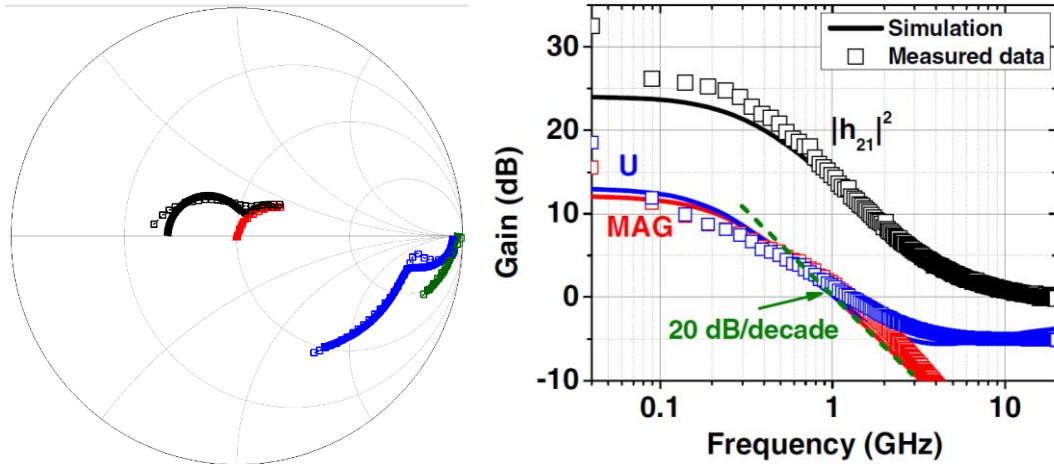 30
20
10
0
-10
Gain (dB)
Simulation
Measured data
|h₂₁|²
U
MAG
20 dB/decade
0.1
1
10
Frequency (GHz)